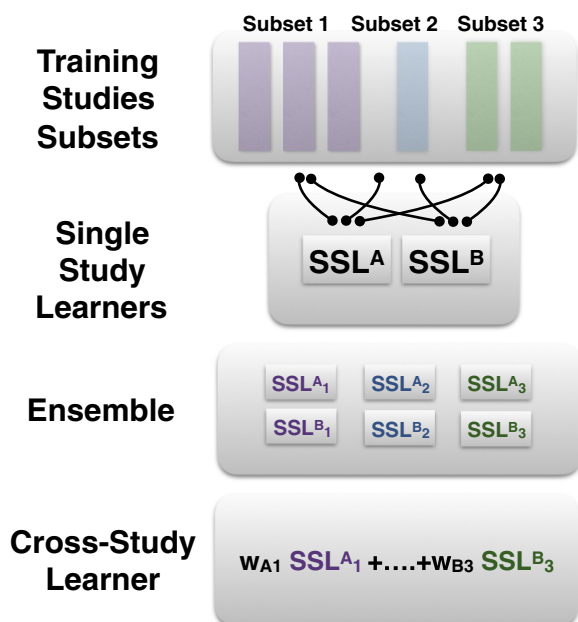 Subset 1 Subset 2 Subset 3
Training
Studies
Subsets
Single
Study
Learners
SSLᴬ SSLᴮ
Ensemble
SSLᴬ₁ SSLᴬ₂ SSLᴬ₃
SSLᴮ₁ SSLᴮ₂ SSLᴮ₃
Cross-Study
Learner
wA1 SSLᴬ₁ +....+wB3 SSLᴮ₃